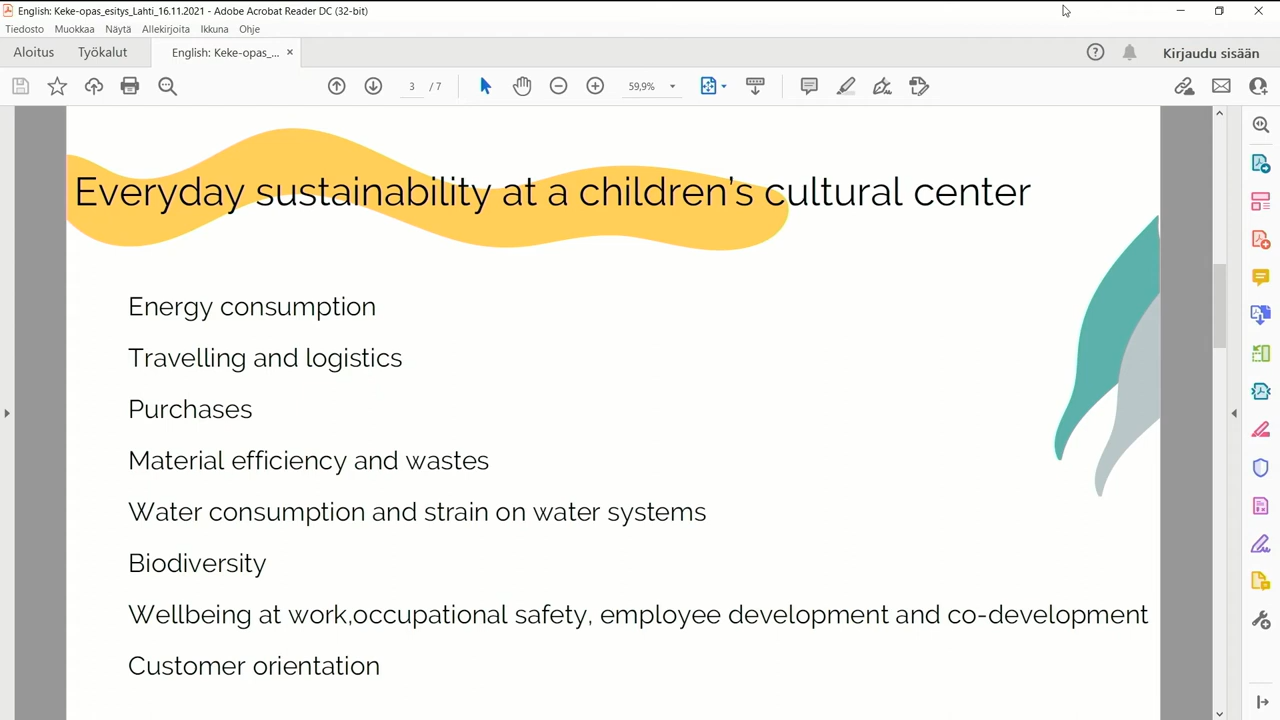 English: Keke-opas_esitys_Lahti_16.11.2021 - Adobe Acrobat Reader DC (32-bit)
Tiedosto Muokkaa Näytä Allekirjoita Ikkuna Ohje
Aloitus Työkalut English: Keke-opas_... × Kirjaudu sisään
3 / 7 59,9%
Everyday sustainability at a children’s cultural center
Energy consumption
Travelling and logistics
Purchases
Material efficiency and wastes
Water consumption and strain on water systems
Biodiversity
Wellbeing at work,occupational safety, employee development and co-development
Customer orientation